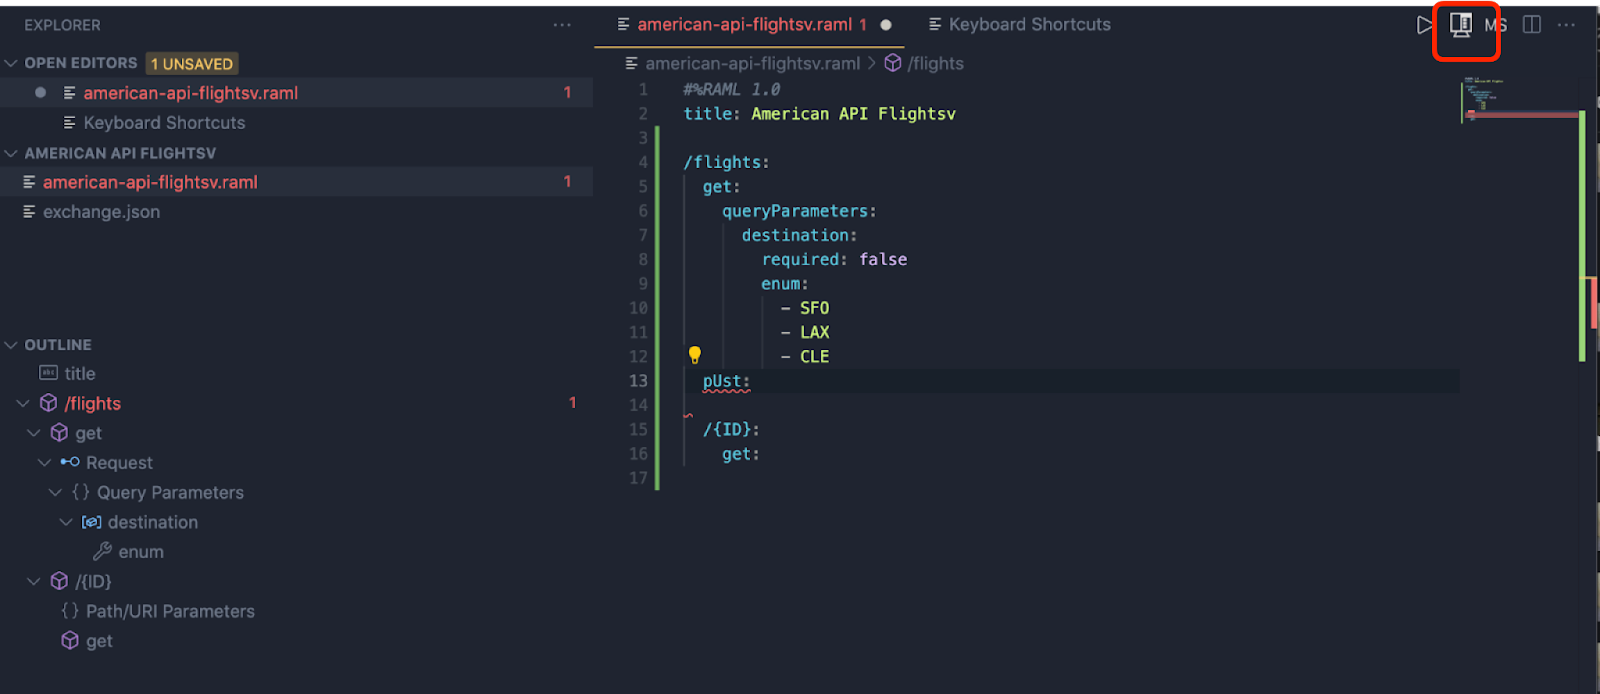 EXPLORER
OPEN EDITORS 1 UNSAVED
american-api-flightsv.raml 1
Keyboard Shortcuts
AMERICAN API FLIGHTSV
american-api-flightsv.raml 1
exchange.json
OUTLINE
title
/flights 1
get
Request
{} Query Parameters
destination
enum
/{ID}
{} Path/URI Parameters
get
american-api-flightsv.raml 1
Keyboard Shortcuts
MS
american-api-flightsv.raml > /flights
1 #%RAML 1.0
2 title: American API Flightsv
3
4 /flights:
5 get:
6 queryParameters:
7 destination:
8 required: false
9 enum:
10 - SFO
11 - LAX
12 - CLE
13 pUst:
14
15 /{ID}:
16 get:
17